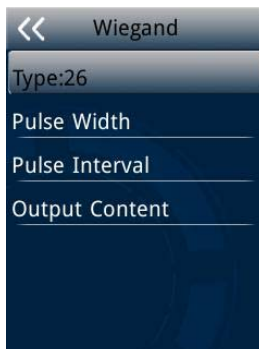 Wiegand
Type:26
Pulse Width
Pulse Interval
Output Content